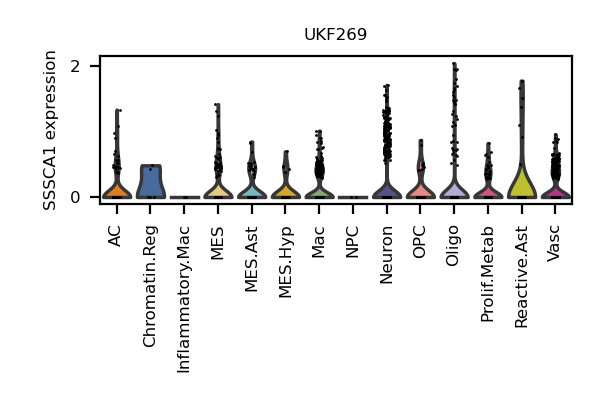 UKF269
SSSCA1 expression
2
0
AC
Chromatin.Reg
Inflammatory.Mac
MES
MES.Ast
MES.Hyp
Mac
NPC
Neuron
OPC
Oligo
Prolif.Metab
Reactive.Ast
Vasc